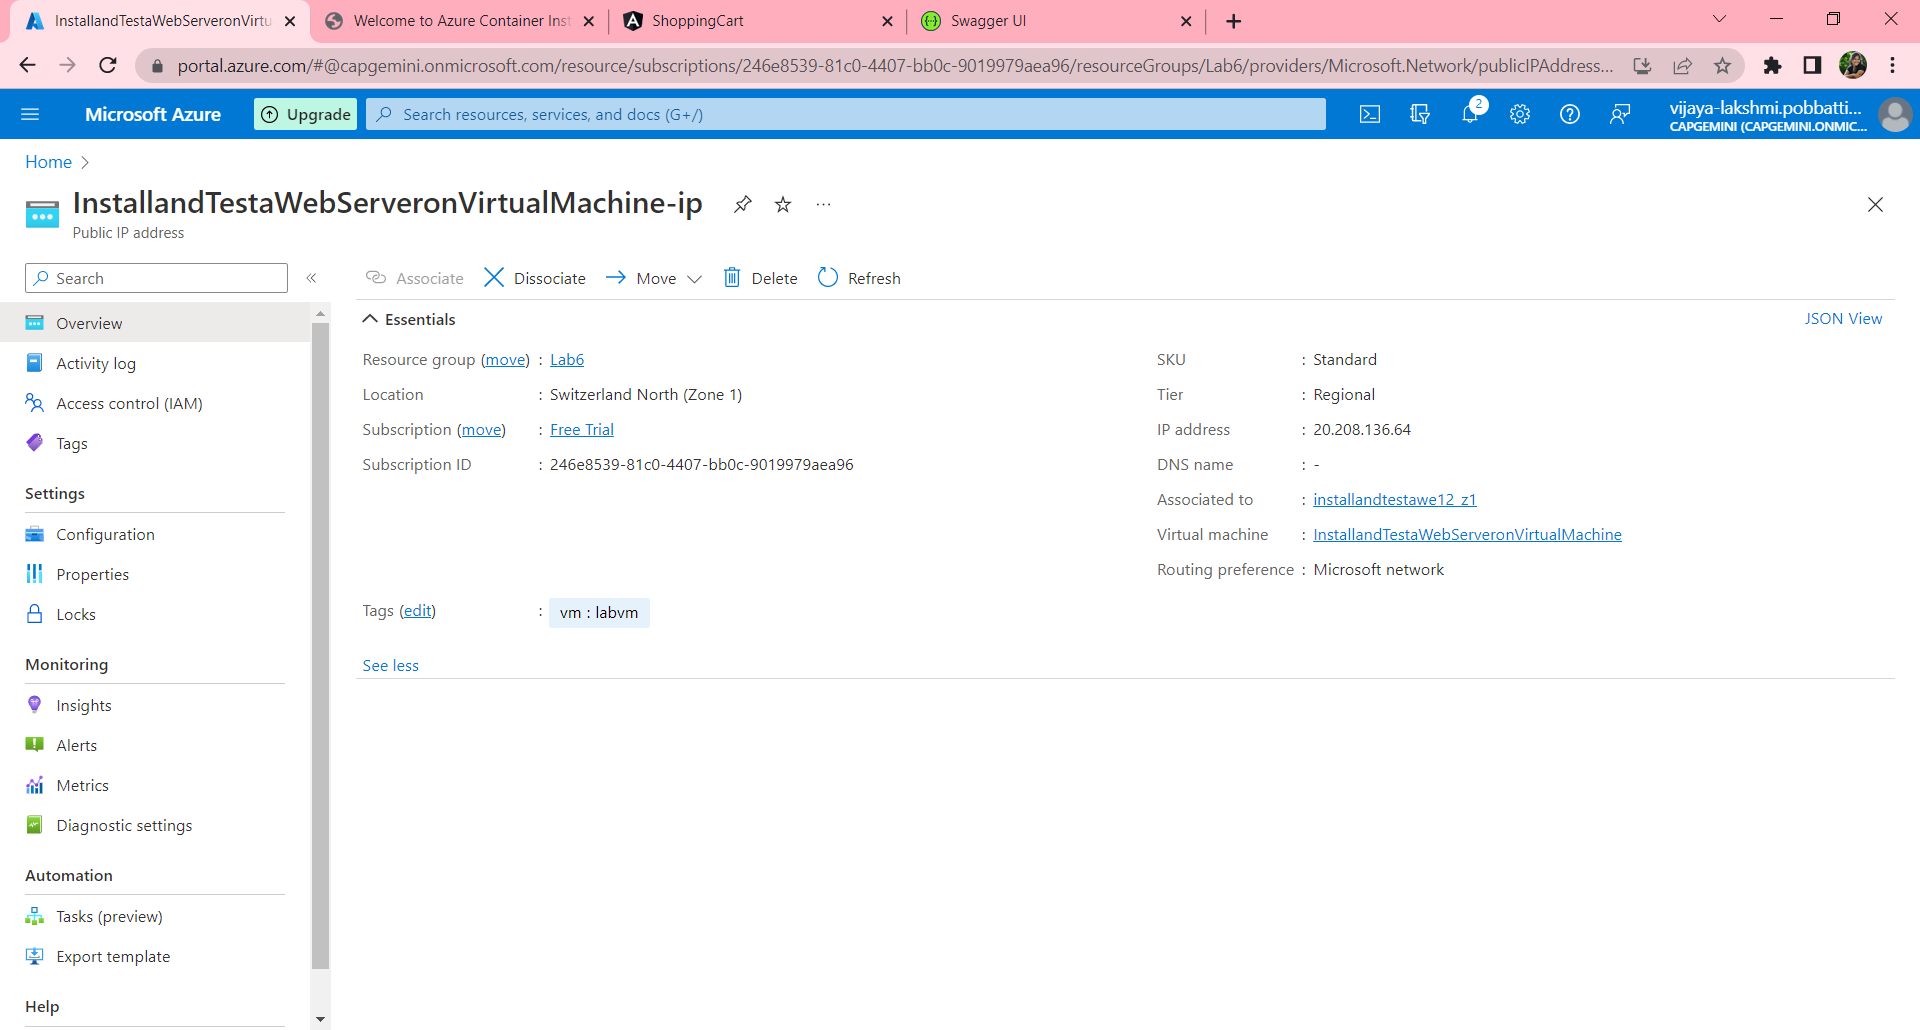 InstallandTestaWebServeronVirtu
Welcome to Azure Container Inst
ShoppingCart
Swagger UI
portal.azure.com/#@capgemini.onmicrosoft.com/resource/subscriptions/246e8539-81c0-4407-bb0c-9019979aea96/resourceGroups/Lab6/providers/Microsoft.Network/publicIPAddress...
Microsoft Azure
Upgrade
Search resources, services, and docs (G+/)
2
vijaya-lakshmi.pobbatti...
CAPGEMINI (CAPGEMINI.ONMIC...
Home
InstallandTestaWebServeronVirtualMachine-ip
Public IP address
Search
Associate
Dissociate
Move
Delete
Refresh
Overview
Activity log
Access control (IAM)
Tags
Settings
Configuration
Properties
Locks
Monitoring
Insights
Alerts
Metrics
Diagnostic settings
Automation
Tasks (preview)
Export template
Help
Essentials
JSON View
Resource group (move) : Lab6
Location : Switzerland North (Zone 1)
Subscription (move) : Free Trial
Subscription ID : 246e8539-81c0-4407-bb0c-9019979aea96
SKU : Standard
Tier : Regional
IP address : 20.208.136.64
DNS name : -
Associated to : installandtestawe12_z1
Virtual machine : InstallandTestaWebServeronVirtualMachine
Routing preference : Microsoft network
Tags (edit) : vm : labvm
See less